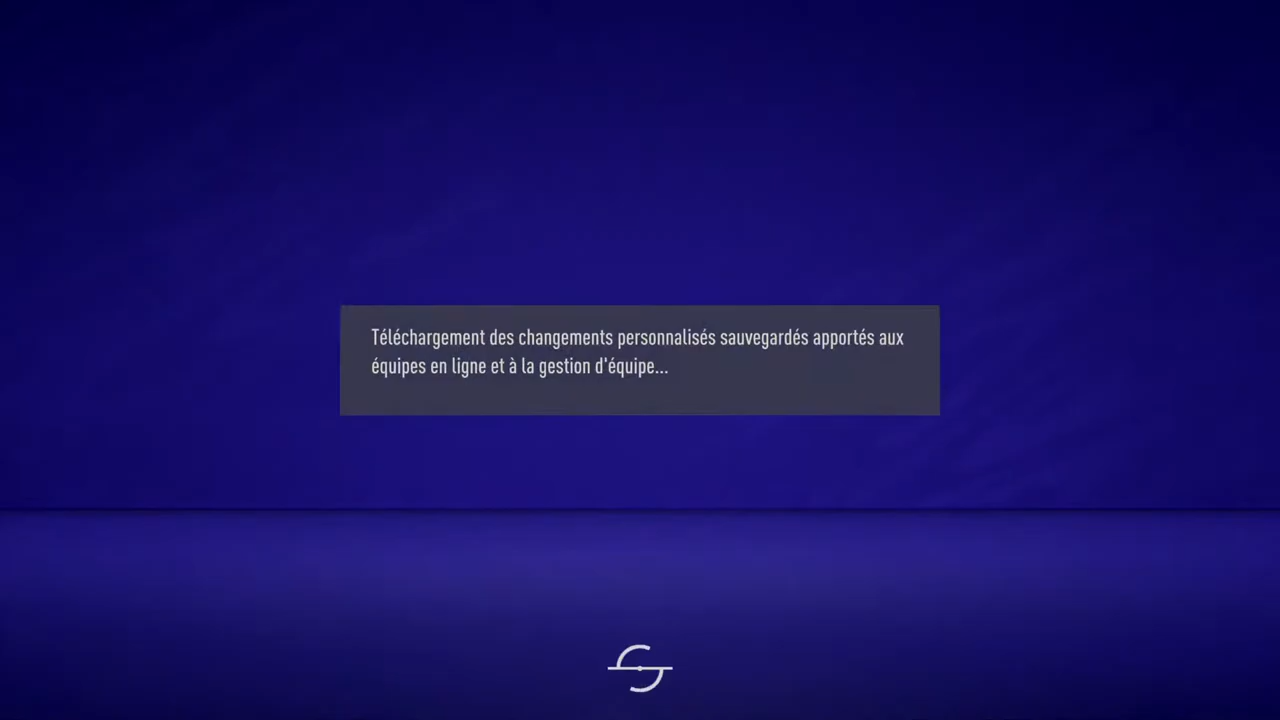 Téléchargement des changements personnalisés sauvegardés apportés aux
équipes en ligne et à la gestion d'équipe...